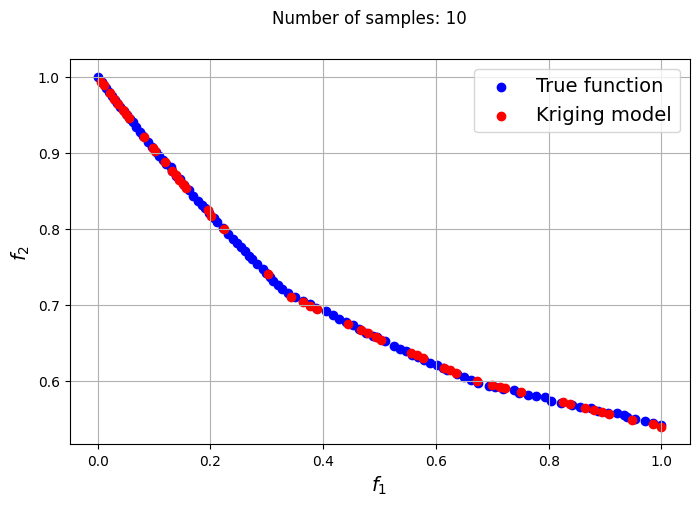 Number of samples: 10
True function
Kriging model
1.0
0.9
0.8
0.7
0.6
f₂
0.0
0.2
0.4
0.6
0.8
1.0
f₁